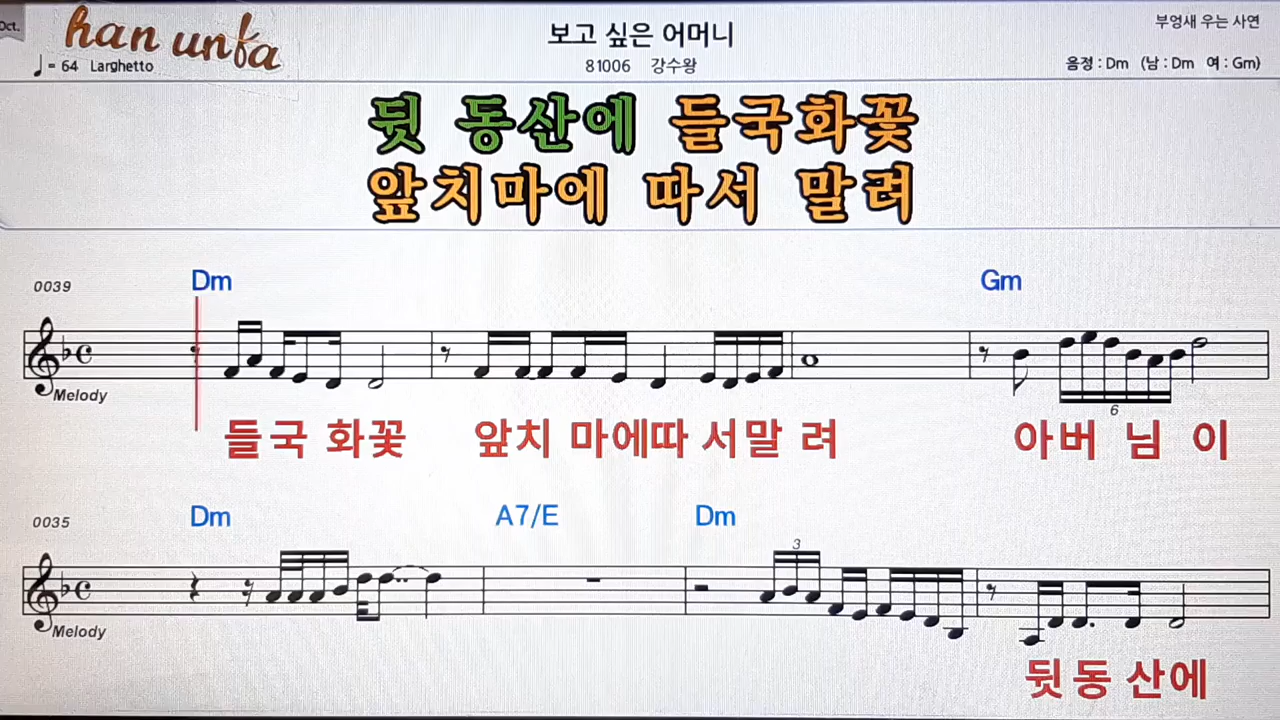 Oct.
han unfa
보고 싶은 어머니
부엉새 우는 사연
♩= 64 Larghetto
81006 강수왕
음정 : Dm (남 : Dm 여 : Gm)
뒷 동산에 들국화꽃
앞치마에 따서 말려
0039 Dm Gm
Melody
6
들국 화꽃 앞치 마에따 서말 려 아버 님 이
0035 Dm A7/E Dm
3
Melody
뒷동 산에